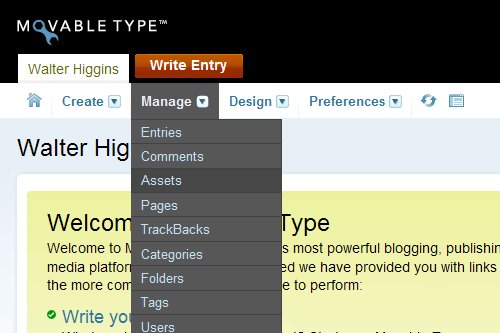 MOVABLE TYPE™
Walter Higgins
Write Entry
Create
Manage
Design
Preferences
Walter Hig
Entries
Comments
Assets
Pages
TrackBacks
Categories
Folders
Tags
Users
Welcom Type
Welcome to M s most powerful blogging, publishin
media platfor ed we have provided you with links
the more com e to perform:
Write you